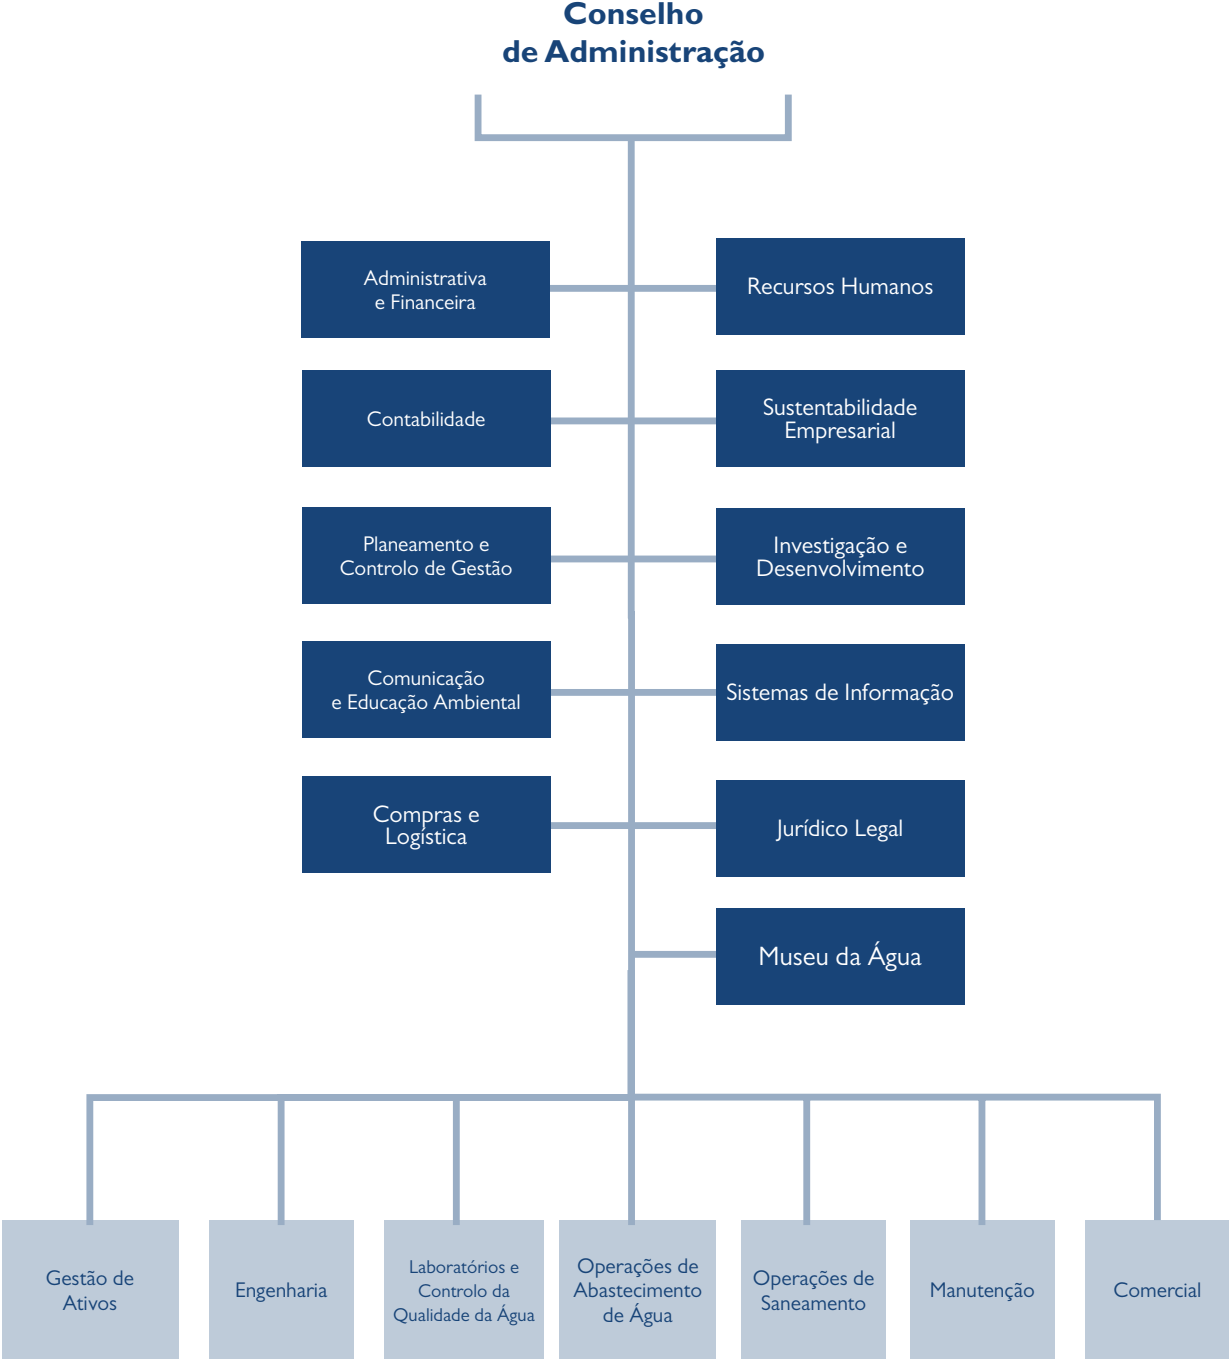 Conselho
de Administração
Administrativa
e Financeira
Recursos Humanos
Contabilidade
Sustentabilidade
Empresarial
Planeamento e
Controlo de Gestão
Investigação e
Desenvolvimento
Comunicação
e Educação Ambiental
Sistemas de Informação
Compras e
Logística
Jurídico Legal
Museu da Água
Gestão de
Ativos
Engenharia
Laboratórios e
Controlo da
Qualidade da Água
Operações de
Abastecimento
de Água
Operações de
Saneamento
Manutenção
Comercial